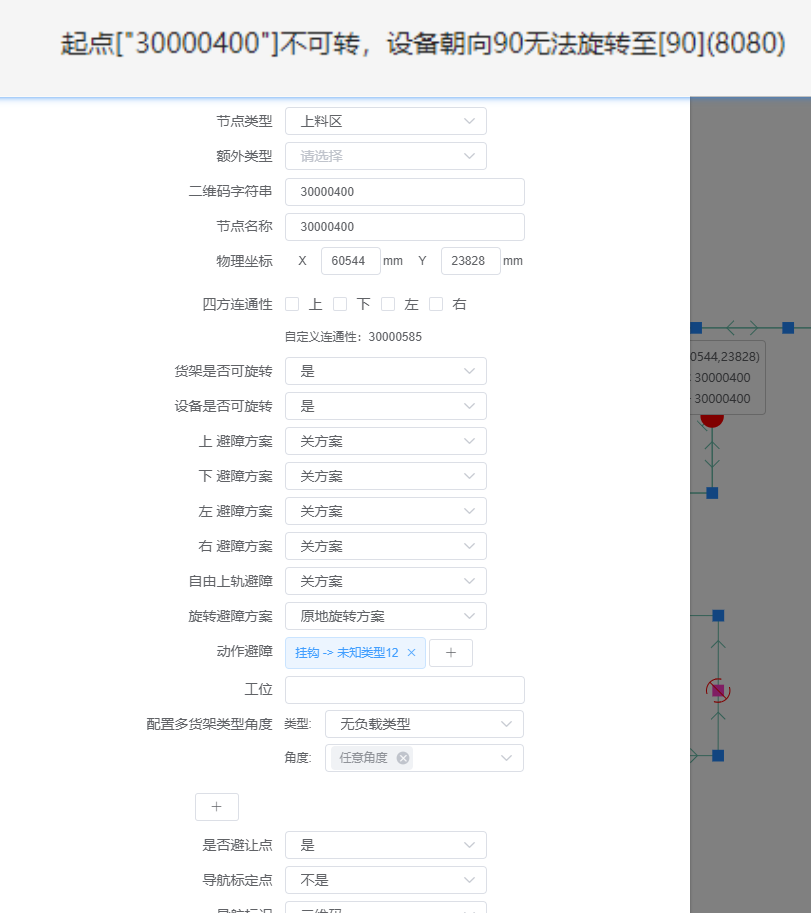 起点["30000400"]不可转，设备朝向90无法旋转至[90](8080)
节点类型 上料区
额外类型 请选择
二维码字符串 30000400
节点名称 30000400
物理坐标 X 60544 mm Y 23828 mm
四方连通性 上 下 左 右
自定义连通性：30000585
0544,23828)
: 30000400
30000400
货架是否可旋转 是
设备是否可旋转 是
上 避障方案 关方案
下 避障方案 关方案
左 避障方案 关方案
右 避障方案 关方案
自由上轨避障 关方案
旋转避障方案 原地旋转方案
动作避障 挂钩 -> 未知类型12 × +
工位
配置多货架类型角度 类型: 无负载类型
角度: 任意角度
+
是否避让点 是
导航标定点 不是